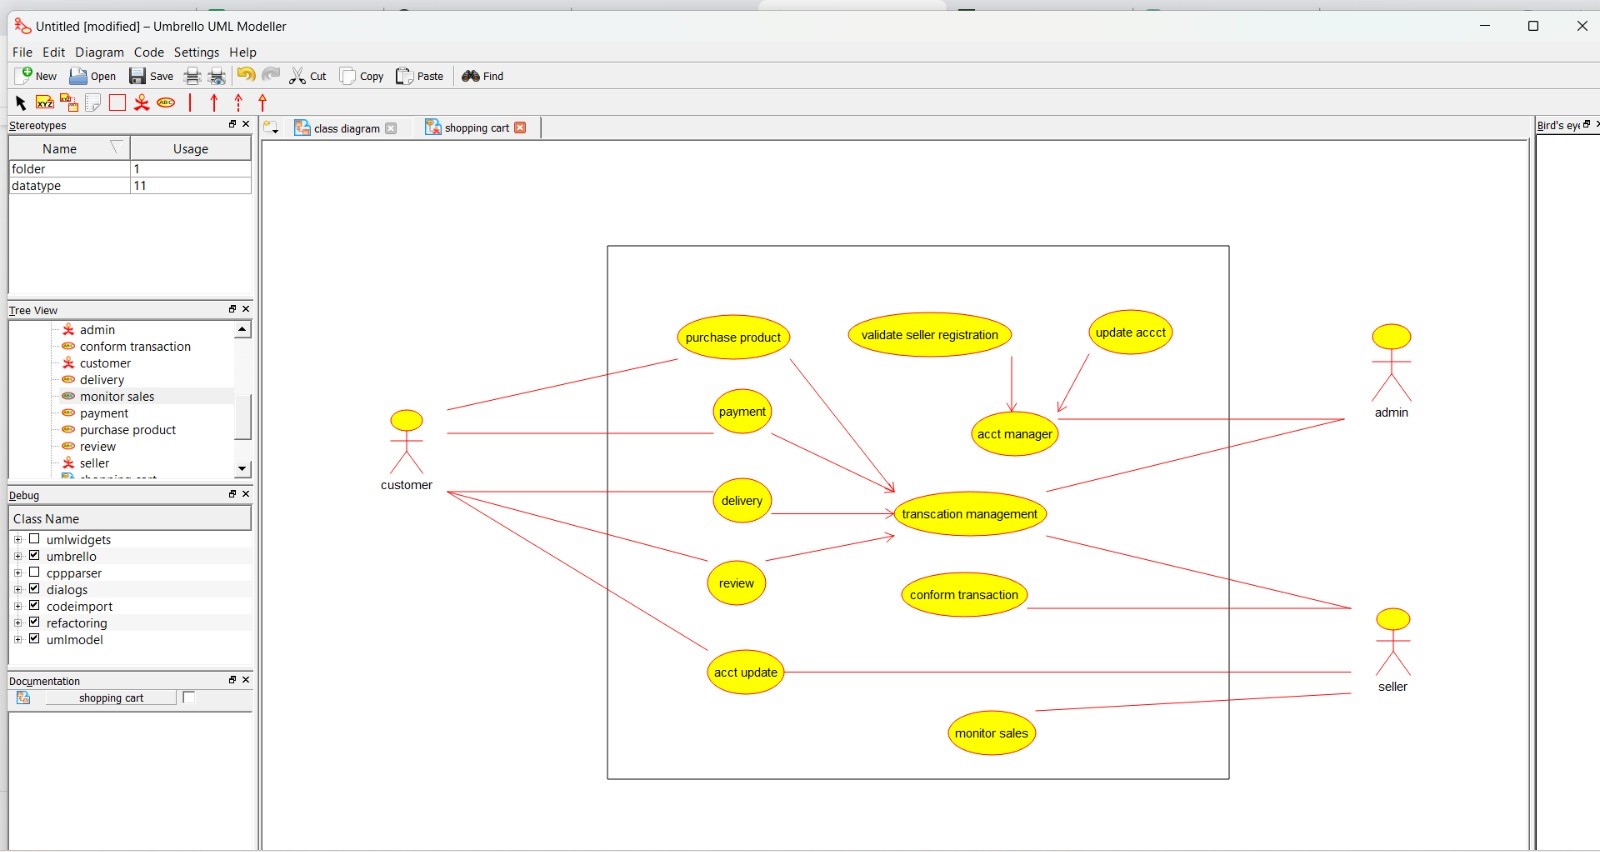 Untitled [modified] – Umbrello UML Modeller
File Edit Diagram Code Settings Help
New Open Save Cut Copy Paste Find
XYZ ABC
Stereotypes
Name Usage
folder 1
datatype 11
Tree View
admin
conform transaction
customer
delivery
monitor sales
payment
purchase product
review
seller
shopping cart
Debug
Class Name
umlwidgets
umbrello
cppparser
dialogs
codeimport
refactoring
umlmodel
Documentation
shopping cart
class diagram shopping cart
Bird's eye
purchase product
validate seller registration
update accct
payment
acct manager
admin
customer
delivery
transcation management
review
conform transaction
acct update
seller
monitor sales